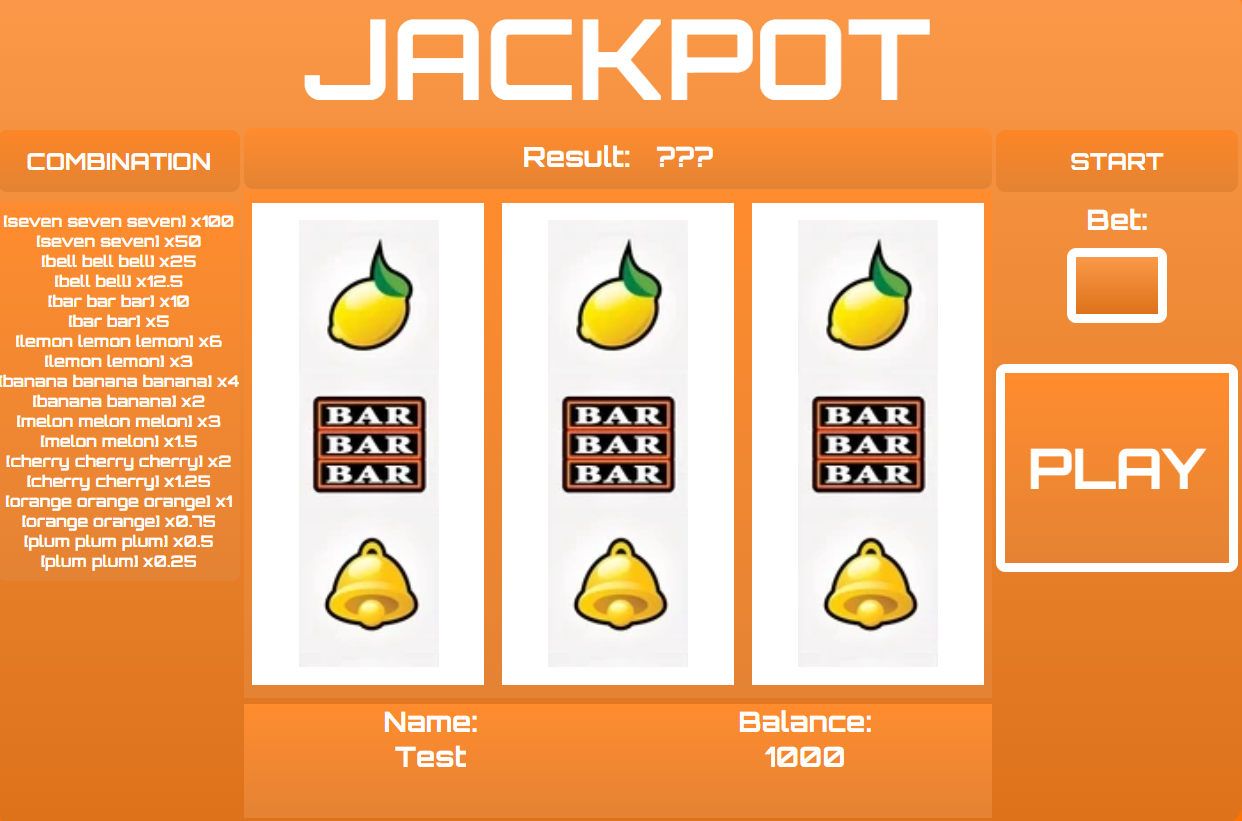 JACKPOT
COMBINATION
[seven seven seven] x100
[seven seven] x50
[bell bell bell] x25
[bell bell] x12.5
[bar bar bar] x10
[bar bar] x5
[lemon lemon lemon] x6
[lemon lemon] x3
[banana banana banana] x4
[banana banana] x2
[melon melon melon] x3
[melon melon] x1.5
[cherry cherry cherry] x2
[cherry cherry] x1.25
[orange orange orange] x1
[orange orange] x0.75
[plum plum plum] x0.5
[plum plum] x0.25
Result: ???
BAR
BAR
BAR
BAR
BAR
BAR
BAR
BAR
BAR
Name:
Test
Balance:
1000
START
Bet:
PLAY